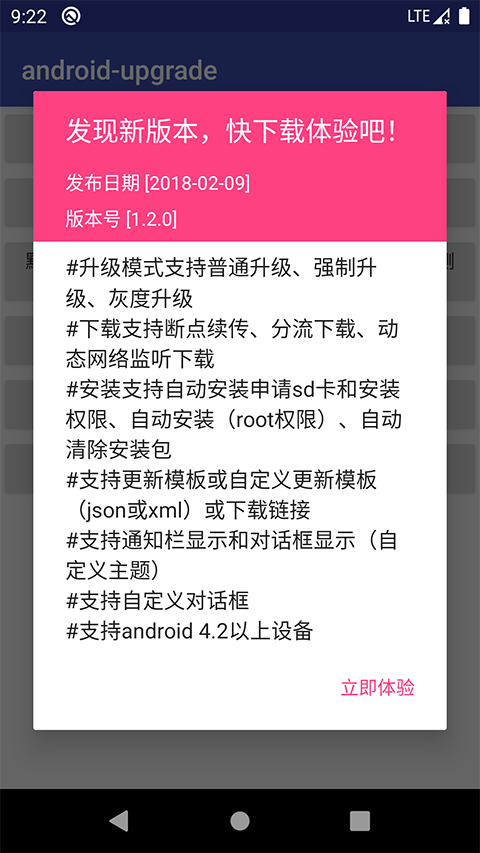 9:22
LTE
android-upgrade
发现新版本，快下载体验吧！
发布日期 [2018-02-09]
版本号 [1.2.0]
#升级模式支持普通升级、强制升
级、灰度升级
#下载支持断点续传、分流下载、动
态网络监听下载
#安装支持自动安装申请sd卡和安装
权限、自动安装（root权限）、自动
清除安装包
#支持更新模板或自定义更新模板
（json或xml）或下载链接
#支持通知栏显示和对话框显示（自
定义主题）
#支持自定义对话框
#支持android 4.2以上设备
立即体验